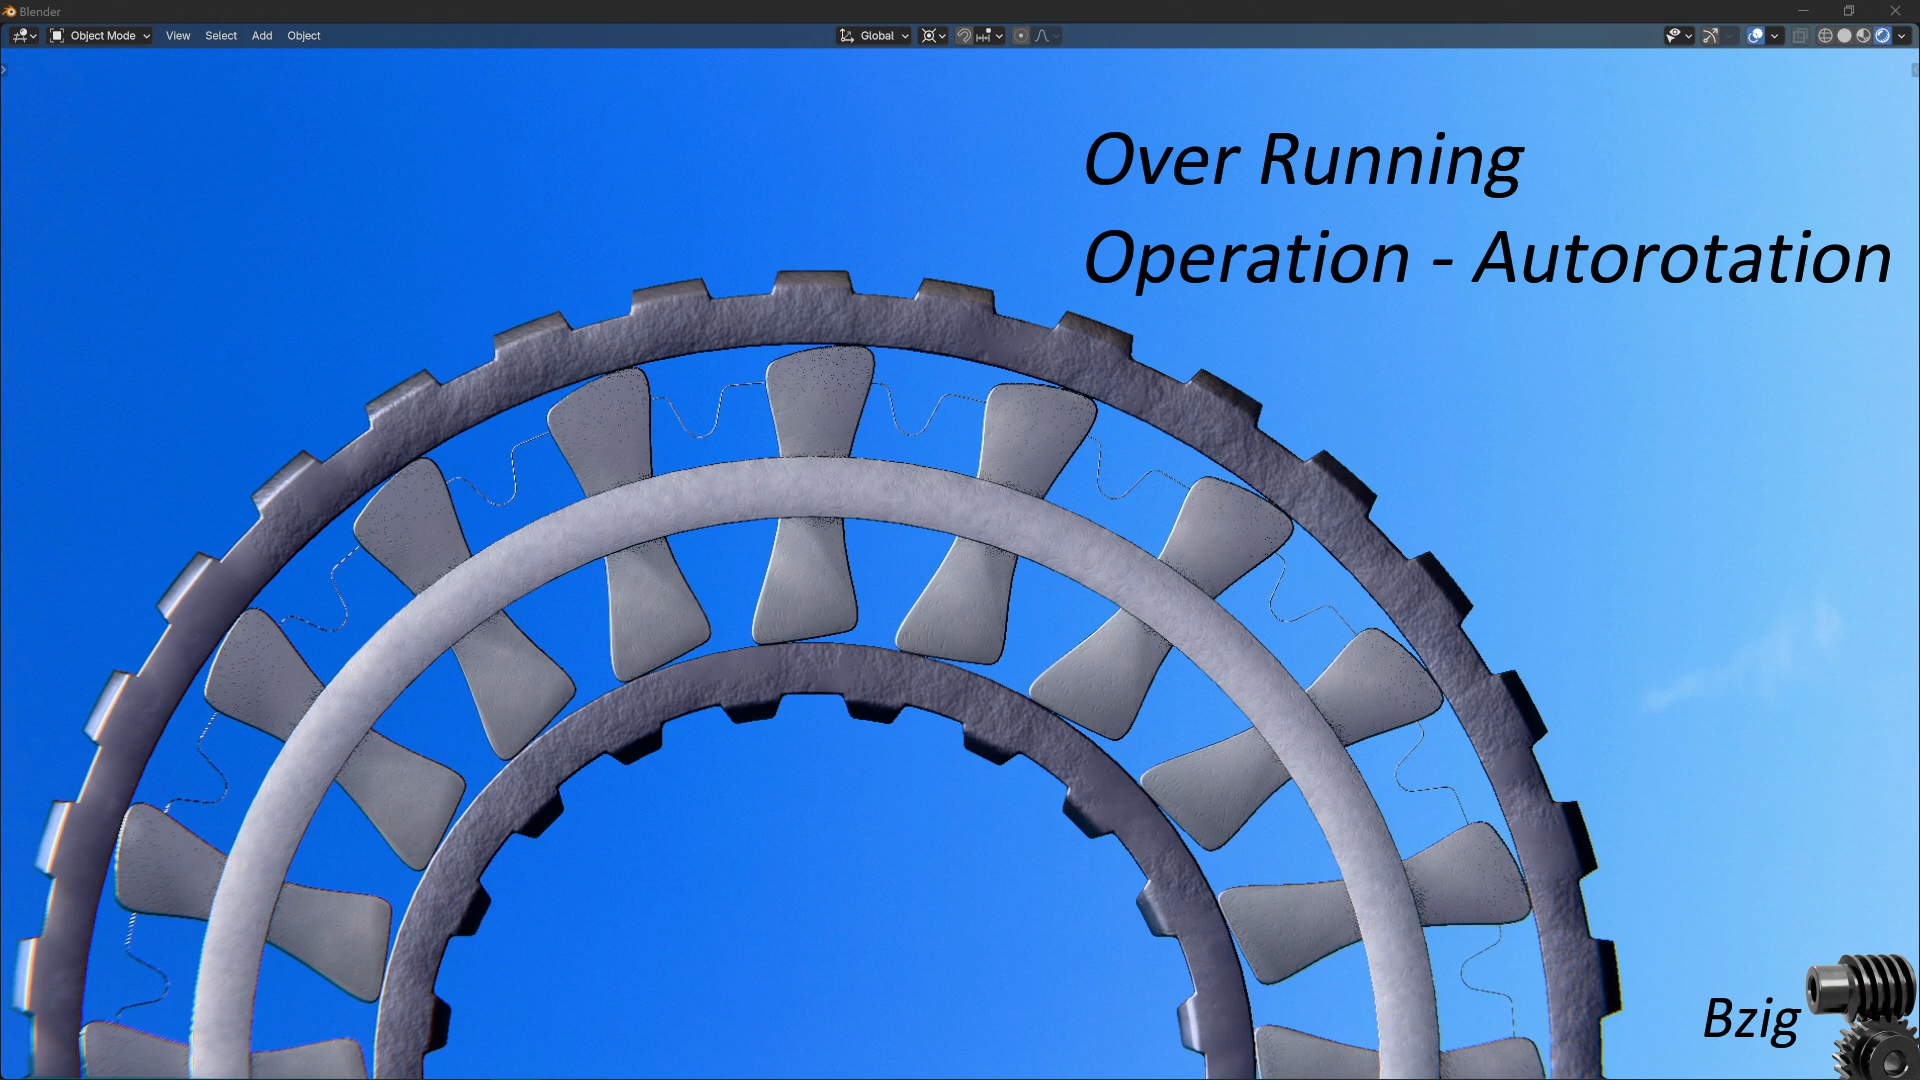 Blender
Object Mode View Select Add Object Global
Over Running
Operation - Autorotation
Bzig